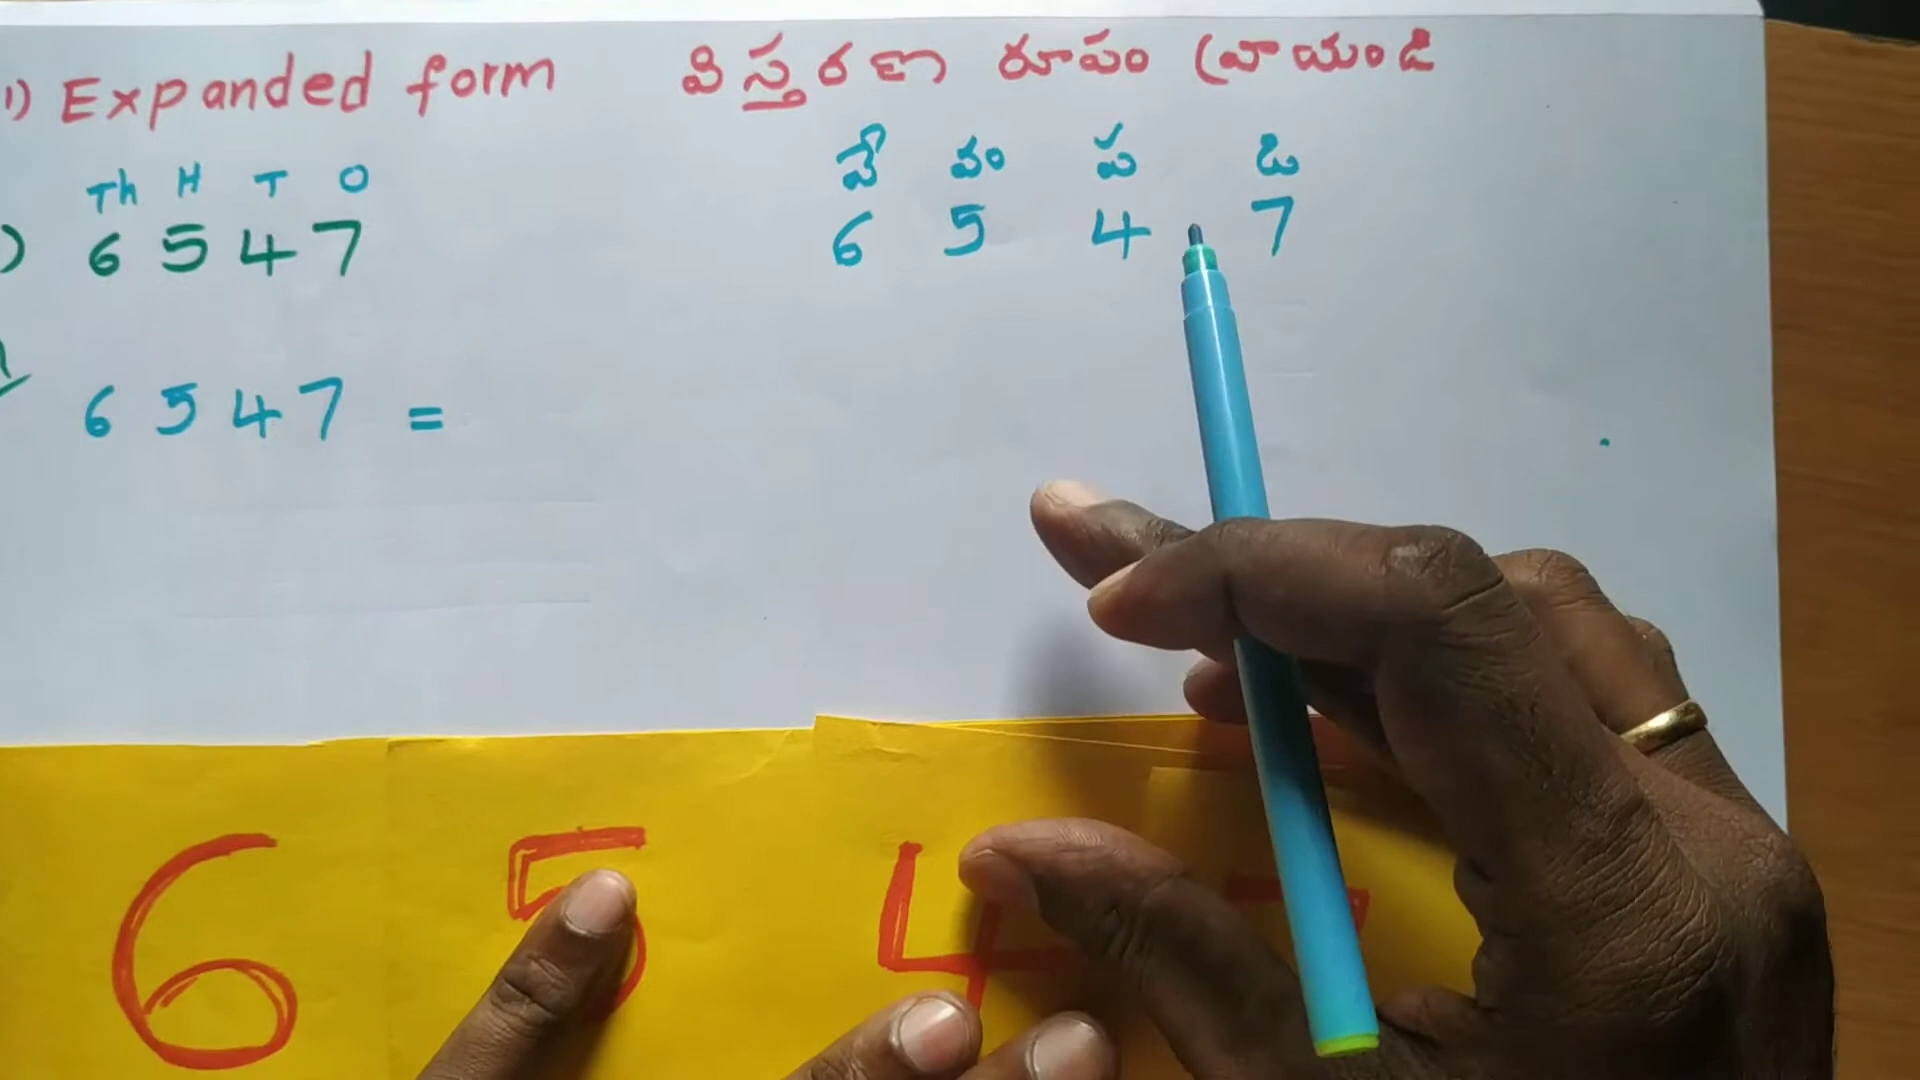 1) Expanded form విస్తరణ రూపం వ్రాయండి
Th H T O వే వం ప ఓ
) 6 5 4 7 6 5 4 7
6 5 4 7 =
6 5 4